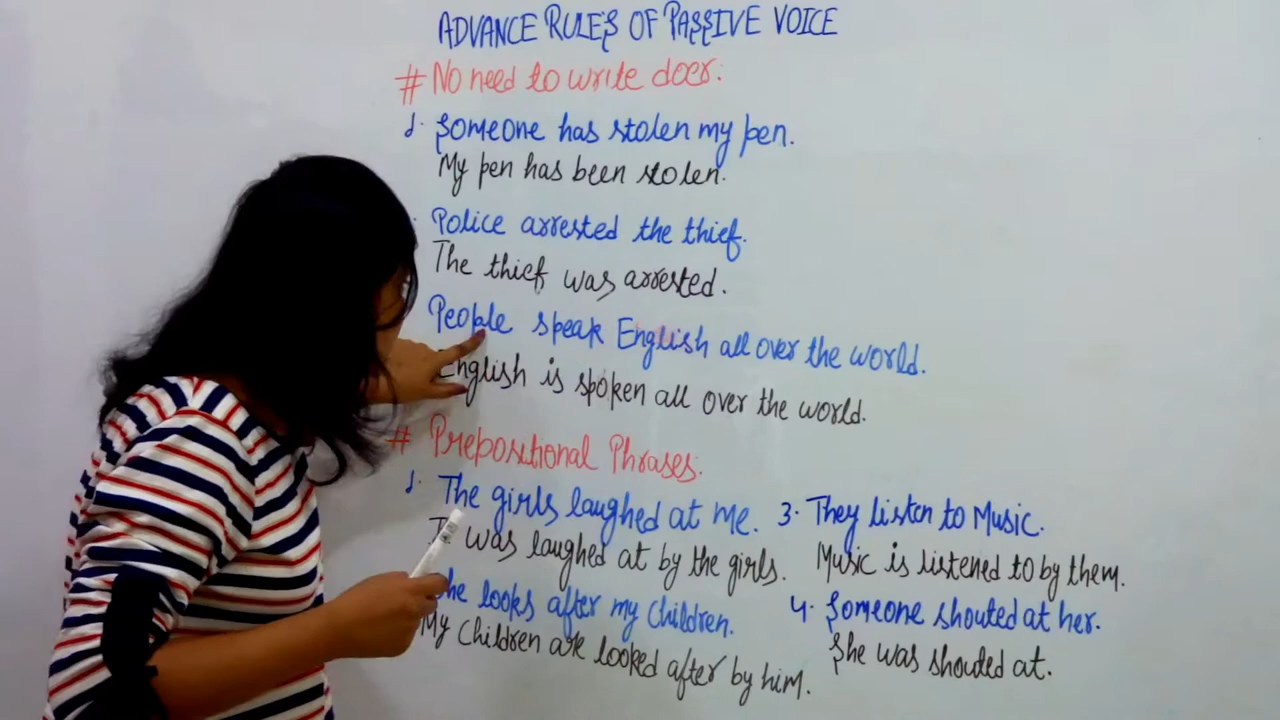 ADVANCE RULES OF PASSIVE VOICE
# No need to write doer:
1. Someone has stolen my pen.
My pen has been stolen.
Police arrested the thief.
The thief was arrested.
People speak English all over the world.
English is spoken all over the world.
# Prepositional Phrases:
1. The girls laughed at me.
I was laughed at by the girls.
She looks after my children.
My children are looked after by him.
3. They listen to Music.
Music is listened to by them.
4. Someone shouted at her.
She was shouted at.